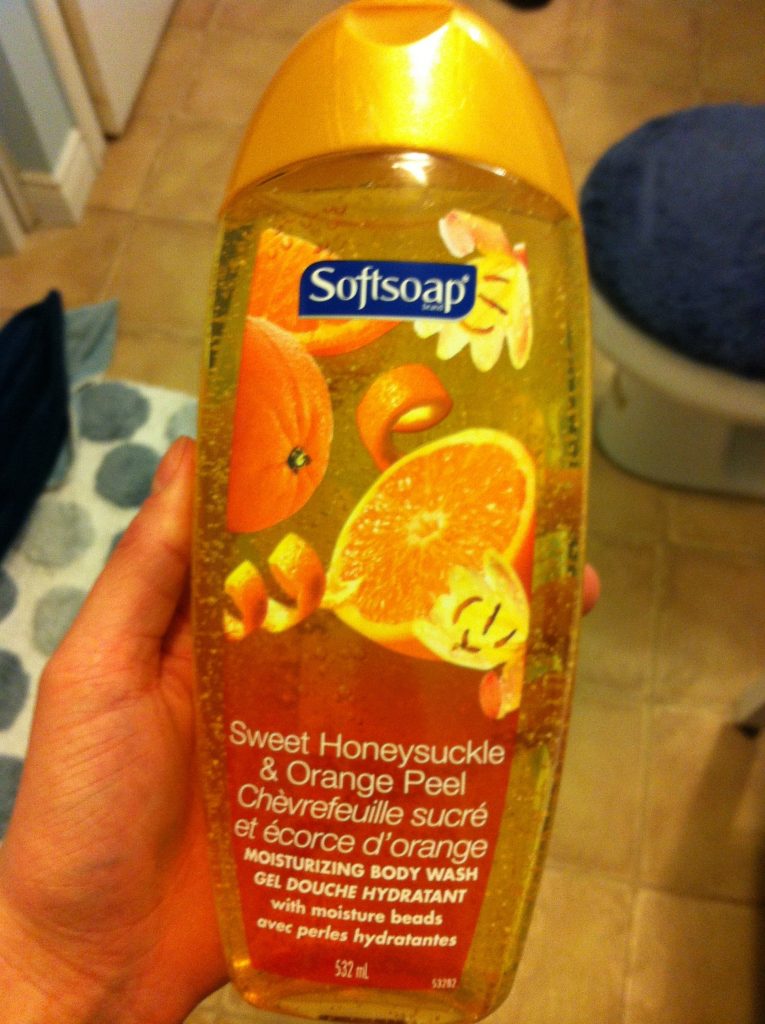 Softsoap®
brand
Sweet Honeysuckle
& Orange Peel
Chèvrefeuille sucré
et écorce d'orange
MOISTURIZING BODY WASH
GEL DOUCHE HYDRATANT
with moisture beads
avec perles hydratantes
532 mL
53282